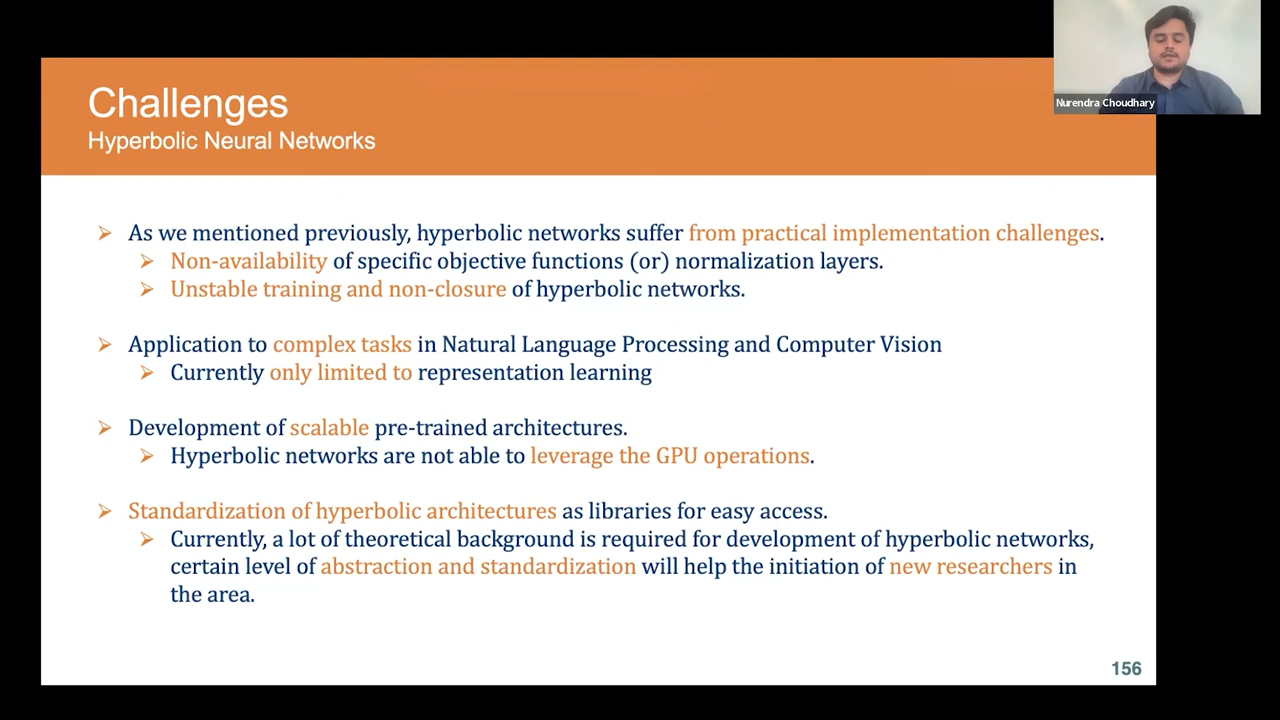 Challenges
Hyperbolic Neural Networks
Nurendra Choudhary
➢ As we mentioned previously, hyperbolic networks suffer from practical implementation challenges.
➢ Non-availability of specific objective functions (or) normalization layers.
➢ Unstable training and non-closure of hyperbolic networks.
➢ Application to complex tasks in Natural Language Processing and Computer Vision
➢ Currently only limited to representation learning
➢ Development of scalable pre-trained architectures.
➢ Hyperbolic networks are not able to leverage the GPU operations.
➢ Standardization of hyperbolic architectures as libraries for easy access.
➢ Currently, a lot of theoretical background is required for development of hyperbolic networks,
certain level of abstraction and standardization will help the initiation of new researchers in
the area.
156